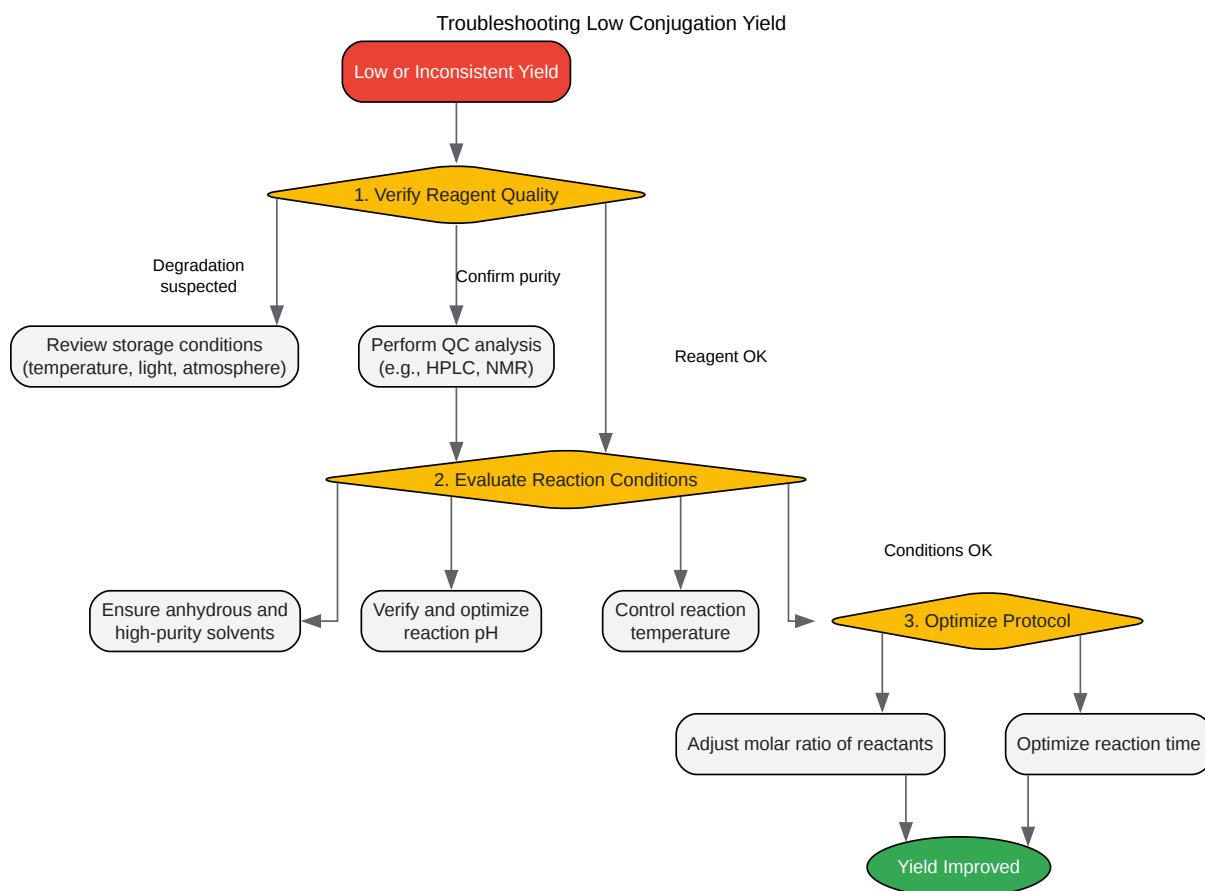 Troubleshooting Low Conjugation Yield
Low or Inconsistent Yield
1. Verify Reagent Quality
Degradation
suspected
Confirm purity
Reagent OK
Review storage conditions
(temperature, light, atmosphere)
Perform QC analysis
(e.g., HPLC, NMR)
2. Evaluate Reaction Conditions
Conditions OK
Ensure anhydrous and
high-purity solvents
Verify and optimize
reaction pH
Control reaction
temperature
3. Optimize Protocol
Adjust molar ratio of reactants
Optimize reaction time
Yield Improved